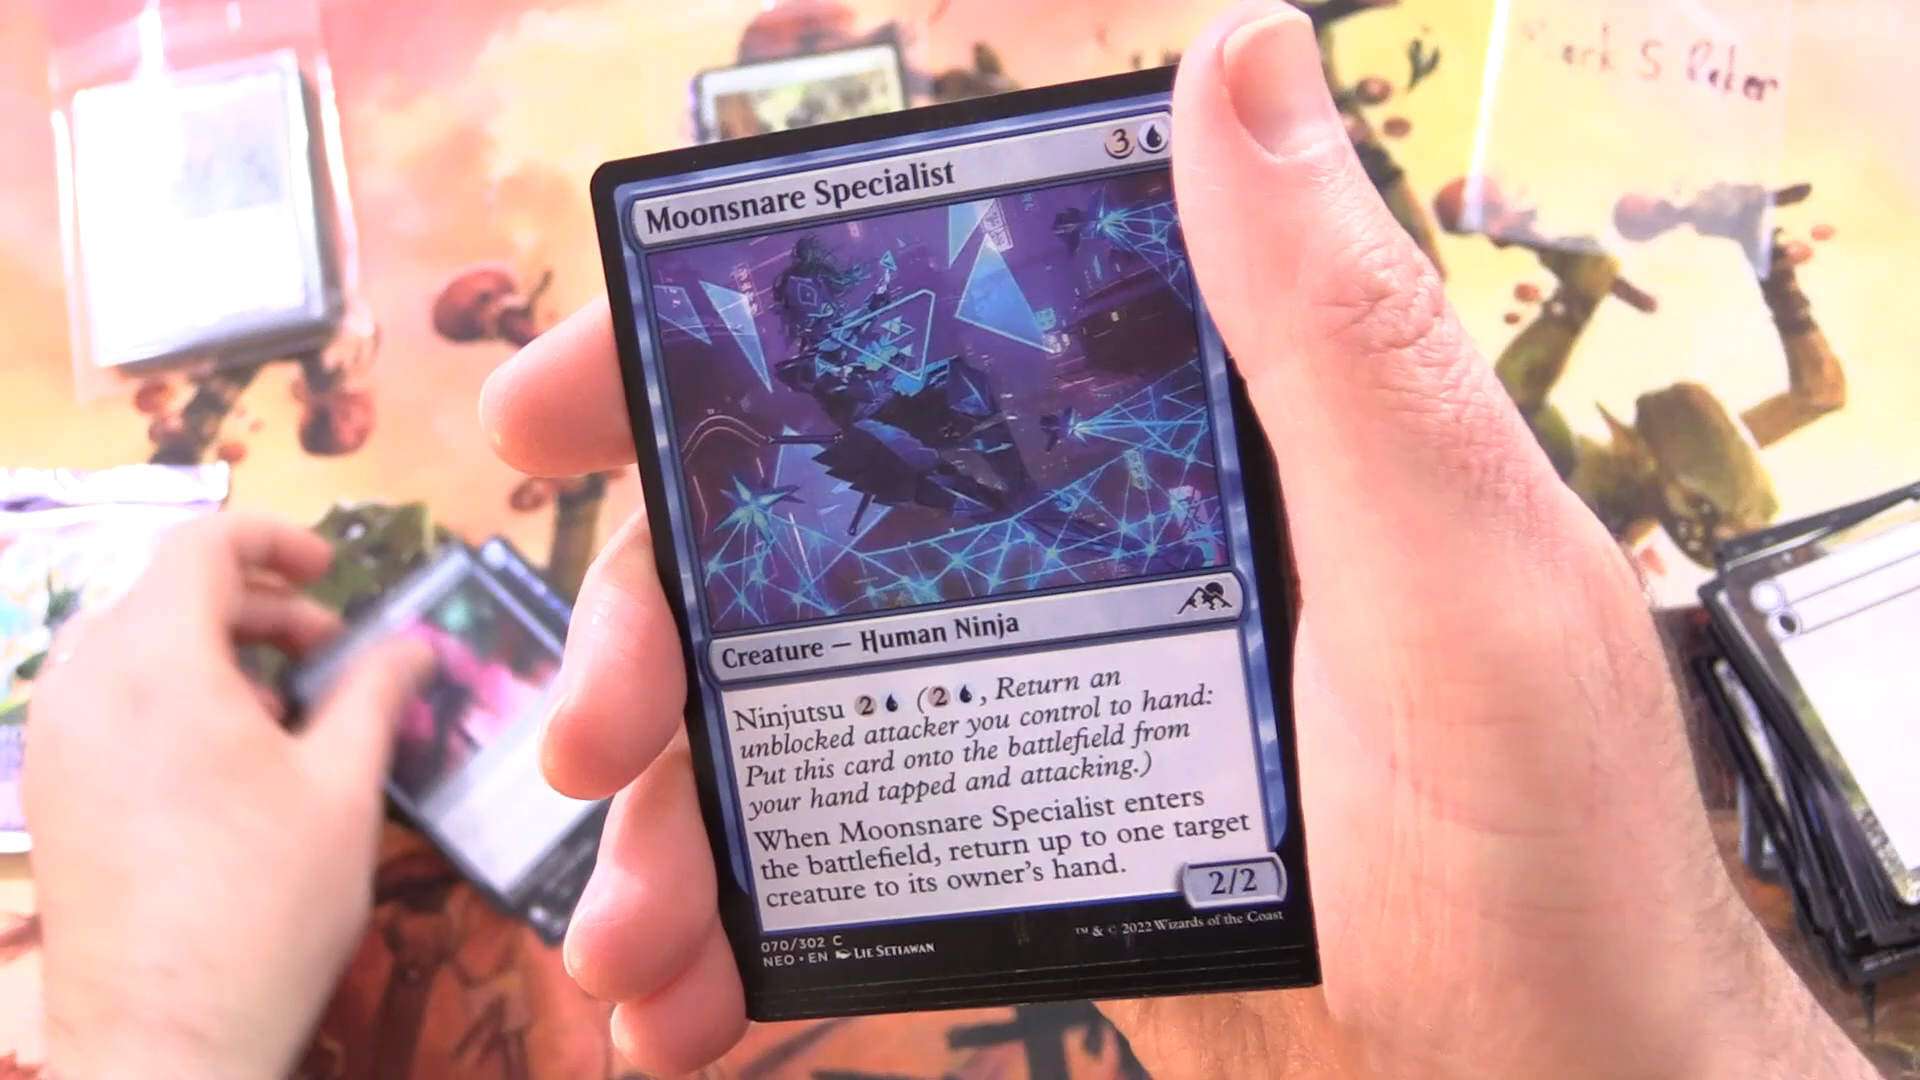 Mark S Poker
Moonsnare Specialist 3
Creature — Human Ninja
Ninjutsu 2 (2 , Return an
unblocked attacker you control to hand:
Put this card onto the battlefield from
your hand tapped and attacking.)
When Moonsnare Specialist enters
the battlefield, return up to one target
creature to its owner's hand.
2/2
070/302 C
NEO • EN Lie Setiawan
™ & © 2022 Wizards of the Coast